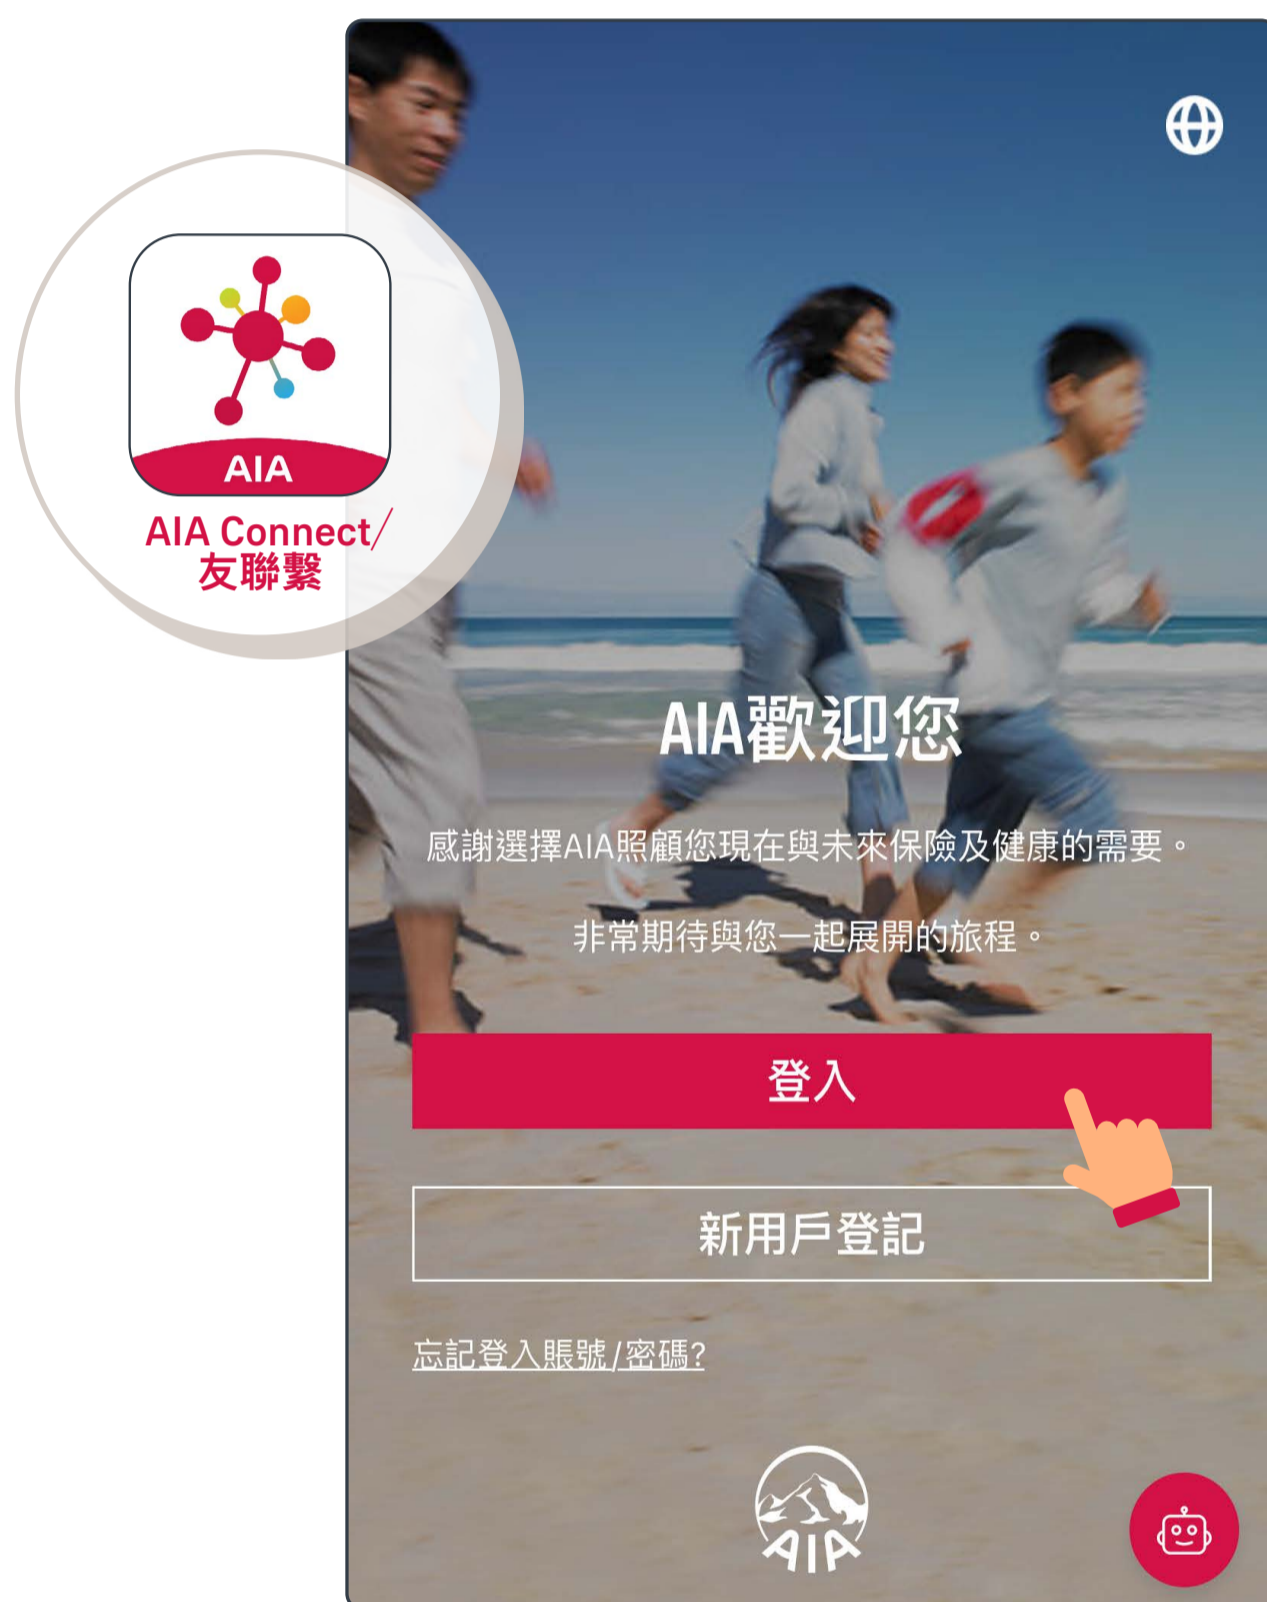 AIA
AIA Connect/
友聯繫
AIA歡迎您
感謝選擇AIA照顧您現在與未來保險及健康的需要。
非常期待與您一起展開的旅程。
登入
新用戶登記
忘記登入賬號/密碼?
AIA